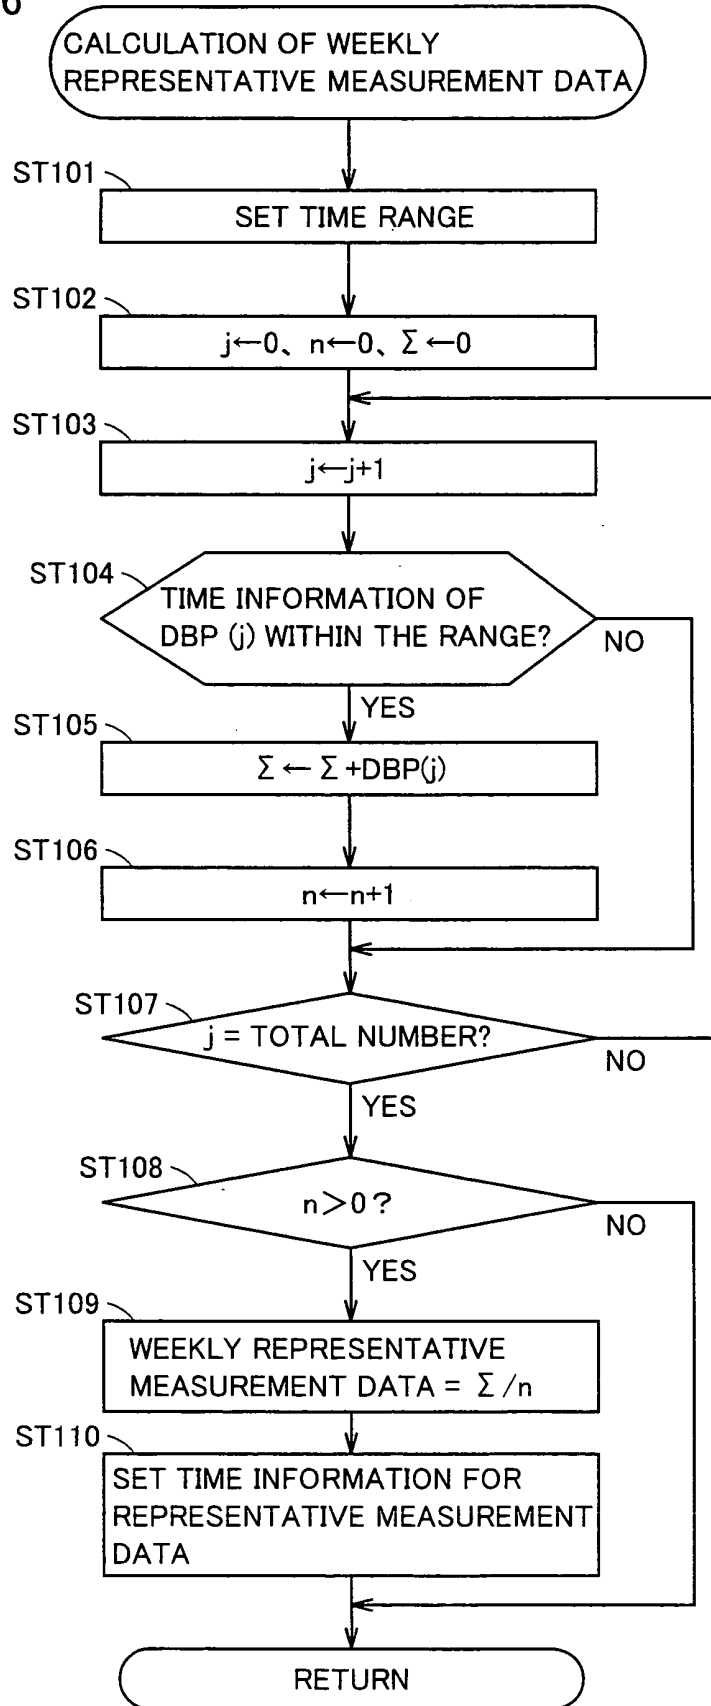 6
CALCULATION OF WEEKLY
REPRESENTATIVE MEASUREMENT DATA
ST101
SET TIME RANGE
ST102
j←0、n←0、Σ←0
ST103
j←j+1
ST104
TIME INFORMATION OF
DBP (j) WITHIN THE RANGE?
NO
YES
ST105
Σ ← Σ+DBP(j)
ST106
n←n+1
ST107
j = TOTAL NUMBER?
NO
YES
ST108
n>0?
NO
YES
ST109
WEEKLY REPRESENTATIVE
MEASUREMENT DATA = Σ/n
ST110
SET TIME INFORMATION FOR
REPRESENTATIVE MEASUREMENT
DATA
RETURN